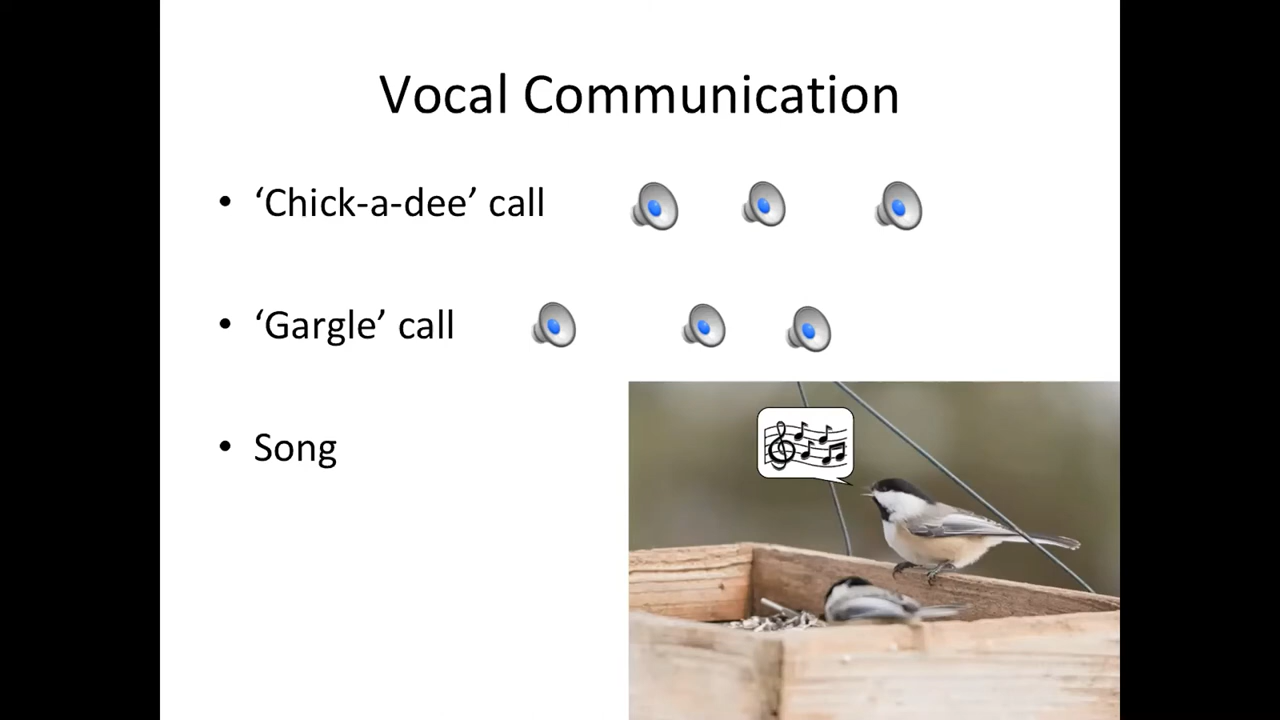 Vocal Communication
• ‘Chick-a-dee’ call
• ‘Gargle’ call
• Song